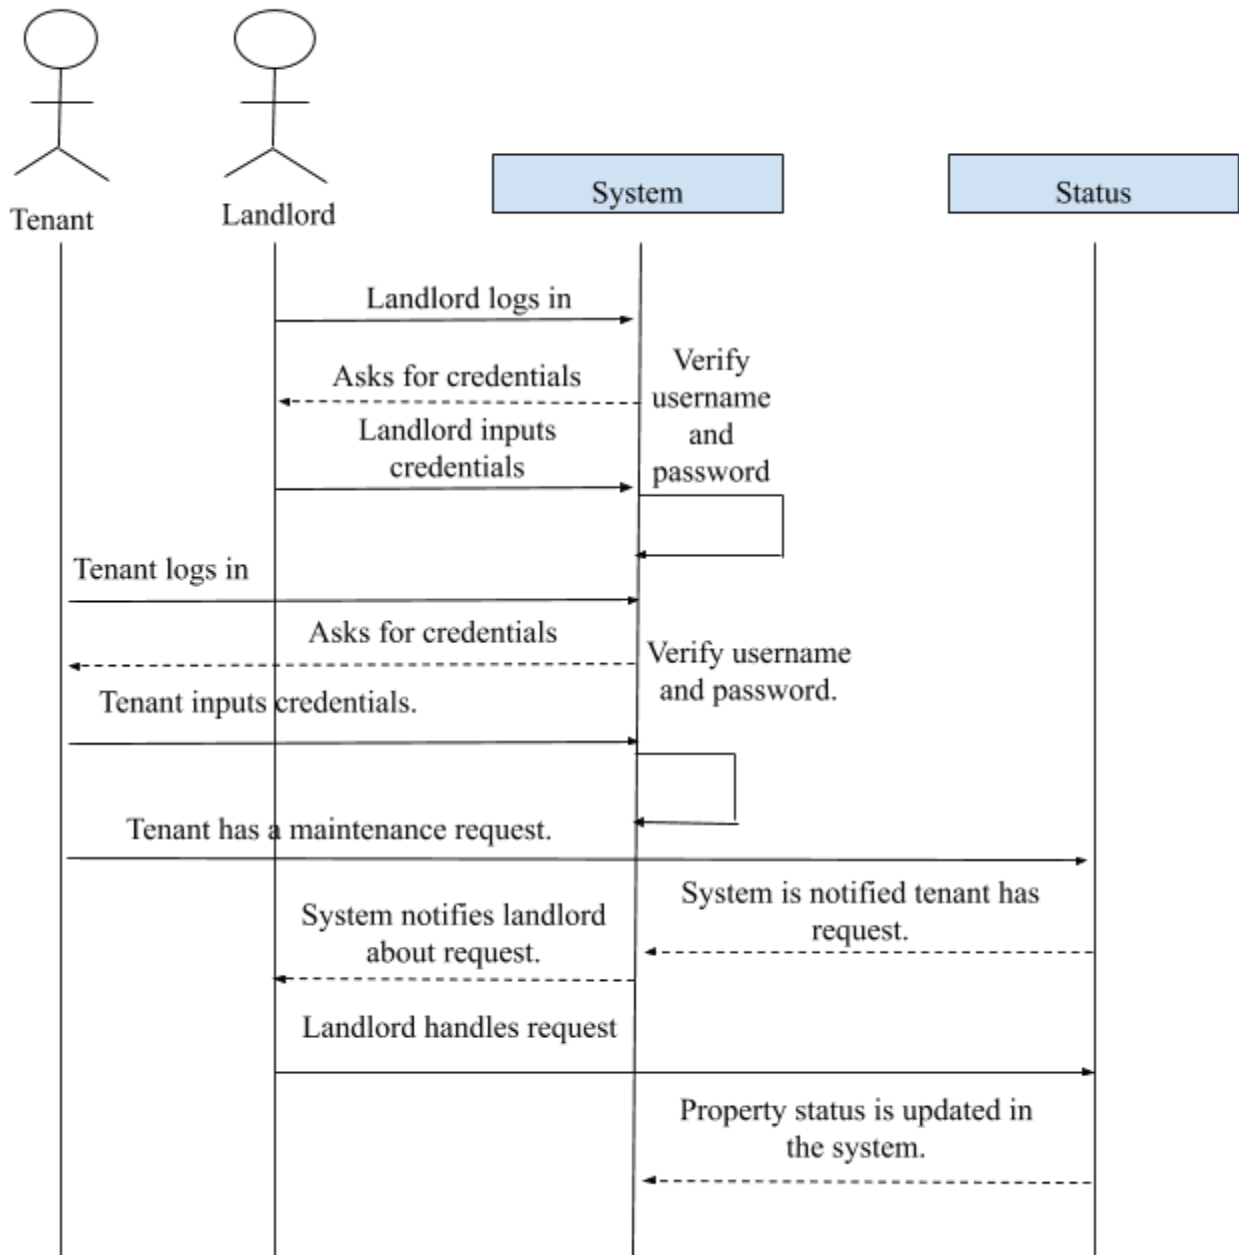 Tenant
Landlord
System
Status
Landlord logs in
Asks for credentials
Verify
username
and
password
Landlord inputs
credentials
Tenant logs in
Asks for credentials
Verify username
and password.
Tenant inputs credentials.
Tenant has a maintenance request.
System is notified tenant has
request.
System notifies landlord
about request.
Landlord handles request
Property status is updated in
the system.